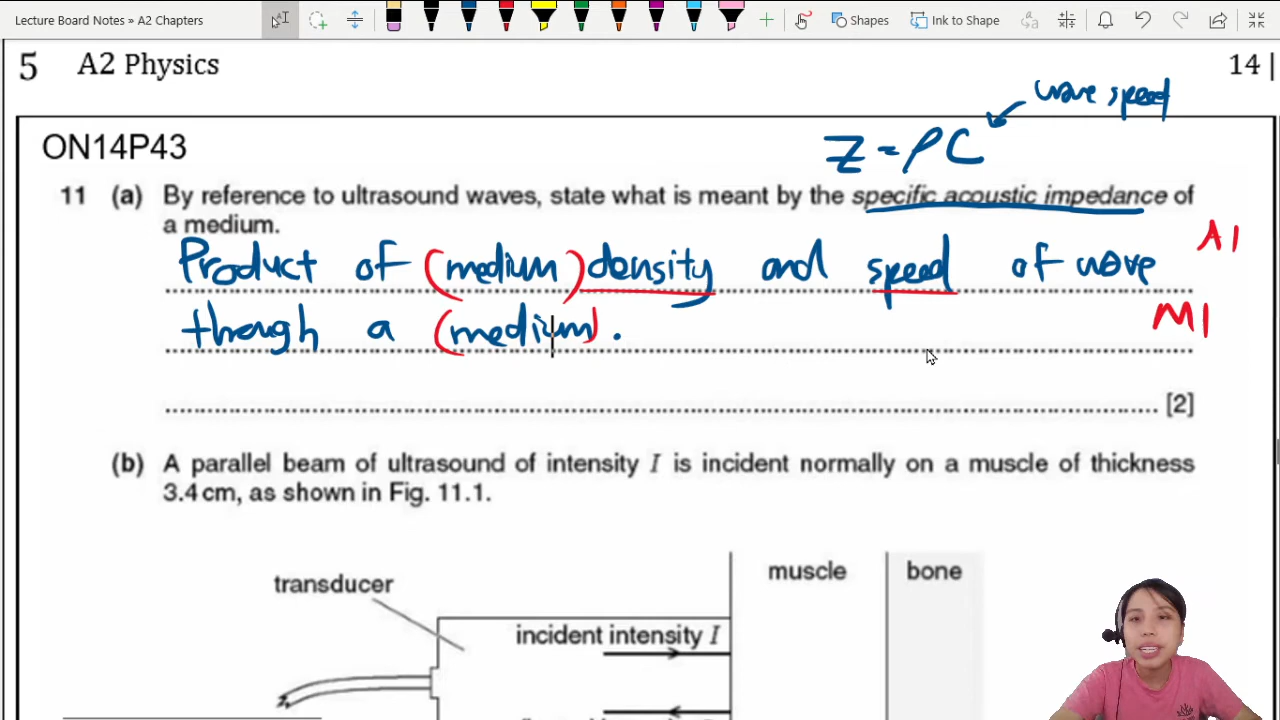 Lecture Board Notes » A2 Chapters
Shapes
Ink to Shape
5 A2 Physics
14 |
wave speed
Z = ρC
ON14P43
11 (a) By reference to ultrasound waves, state what is meant by the specific acoustic impedance of
a medium.
Product of (medium) density and speed of wave A1
though a (medium). M1
[2]
(b) A parallel beam of ultrasound of intensity I is incident normally on a muscle of thickness
3.4 cm, as shown in Fig. 11.1.
transducer
muscle
bone
incident intensity I